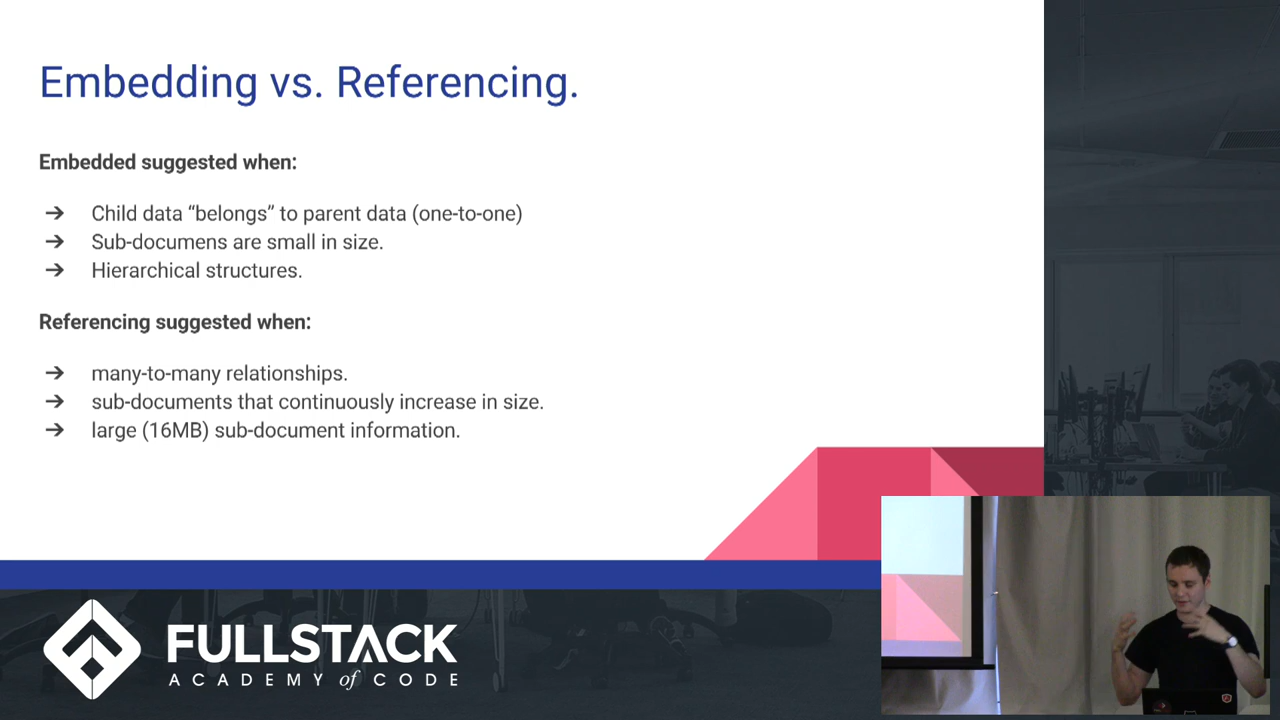 Embedding vs. Referencing.
Embedded suggested when:
➔ Child data “belongs” to parent data (one-to-one)
➔ Sub-documens are small in size.
➔ Hierarchical structures.
Referencing suggested when:
➔ many-to-many relationships.
➔ sub-documents that continuously increase in size.
➔ large (16MB) sub-document information.
FULLSTACK
ACADEMY of CODE